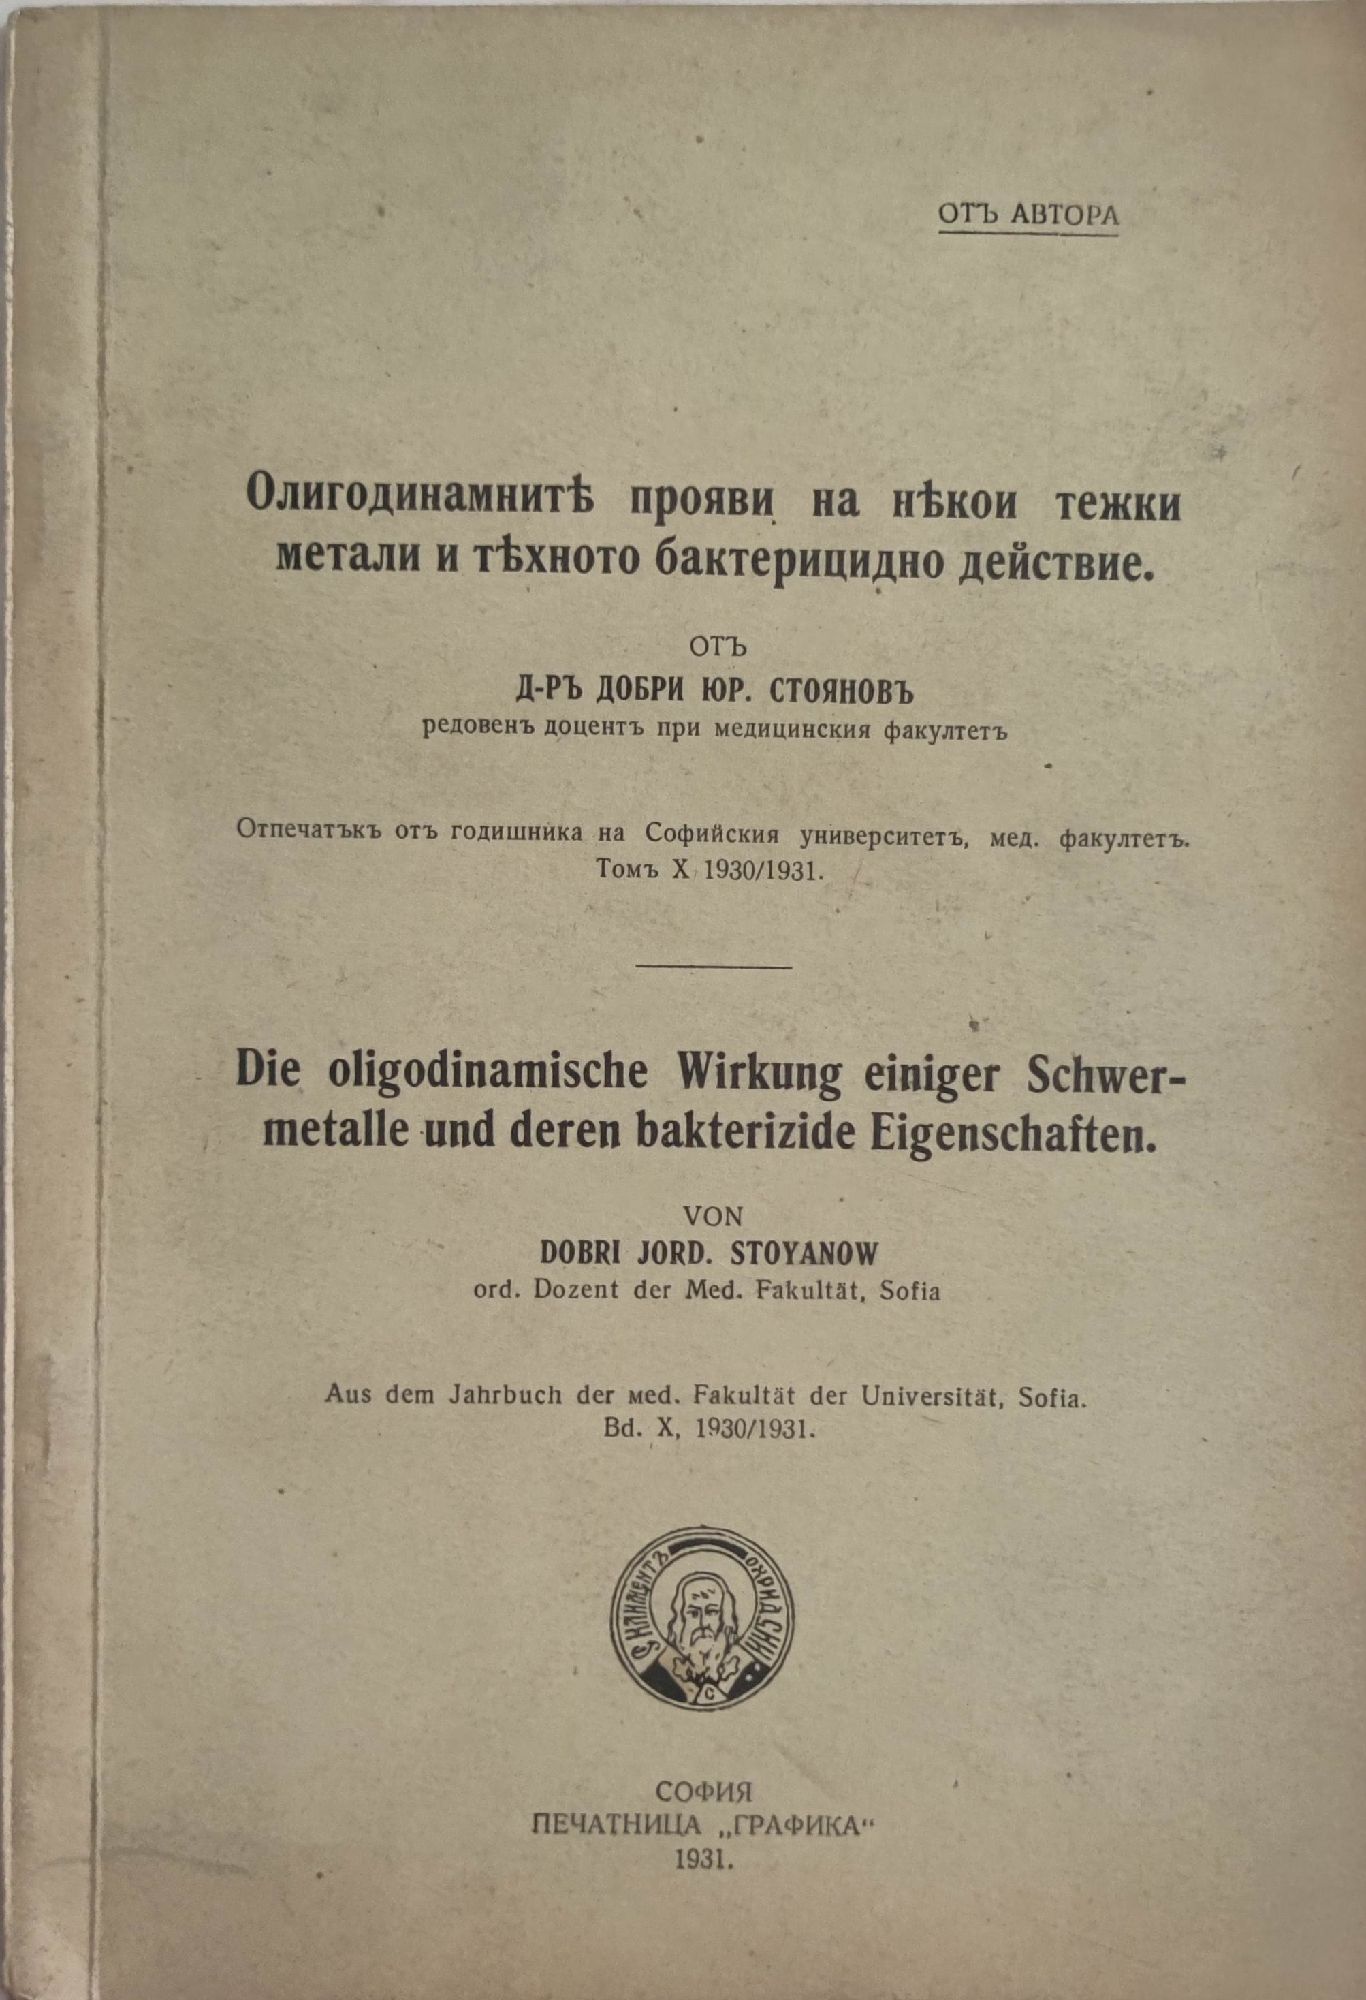 ОТЪ АВТОРА
Олигодинамнитѣ прояви на нѣкои тежки
метали и тѣхното бактерицидно действие.
ОТЪ
Д-РЪ ДОБРИ ЮР. СТОЯНОВЪ
редовенъ доцентъ при медицинския факултетъ
Отпечатъкъ отъ годишника на Софийския университетъ, мед. факултетъ.
Томъ X 1930/1931.
Die oligodinamische Wirkung einiger Schwer-
metalle und deren bakterizide Eigenschaften.
VON
DOBRI JORD. STOYANOW
ord. Dozent der Med. Fakultät, Sofia
Aus dem Jahrbuch der мed. Fakultät der Universität, Sofia.
Bd. X, 1930/1931.
КЛИМЕНТЪ ОХРИДСКИ
СОФИЯ
ПЕЧАТНИЦА „ГРАФИКА“
1931.